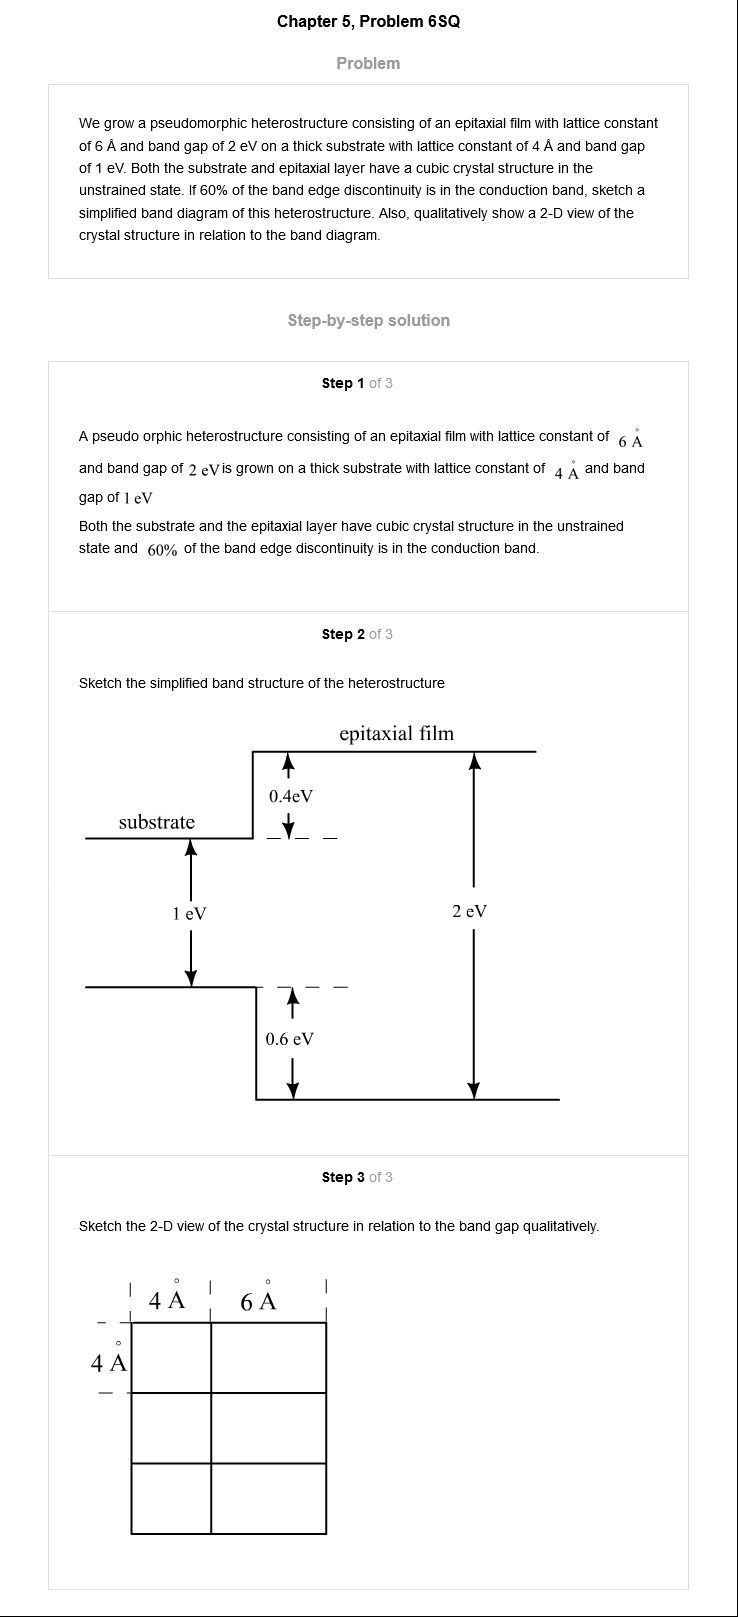 Chapter 5, Problem 6SQ
Problem
We grow a pseudomorphic heterostructure consisting of an epitaxial film with lattice constant
of 6 Å and band gap of 2 eV on a thick substrate with lattice constant of 4 Å and band gap
of 1 eV. Both the substrate and epitaxial layer have a cubic crystal structure in the
unstrained state. If 60% of the band edge discontinuity is in the conduction band, sketch a
simplified band diagram of this heterostructure. Also, qualitatively show a 2-D view of the
crystal structure in relation to the band diagram.
Step-by-step solution
Step 1 of 3
A pseudo orphic heterostructure consisting of an epitaxial film with lattice constant of 6 Å
and band gap of 2 eV is grown on a thick substrate with lattice constant of 4 Å and band
gap of 1 eV
Both the substrate and the epitaxial layer have cubic crystal structure in the unstrained
state and 60% of the band edge discontinuity is in the conduction band.
Step 2 of 3
Sketch the simplified band structure of the heterostructure
epitaxial film
0.4eV
substrate
1 eV
2 eV
0.6 eV
Step 3 of 3
Sketch the 2-D view of the crystal structure in relation to the band gap qualitatively.
4 Å 6 Å
4 Å